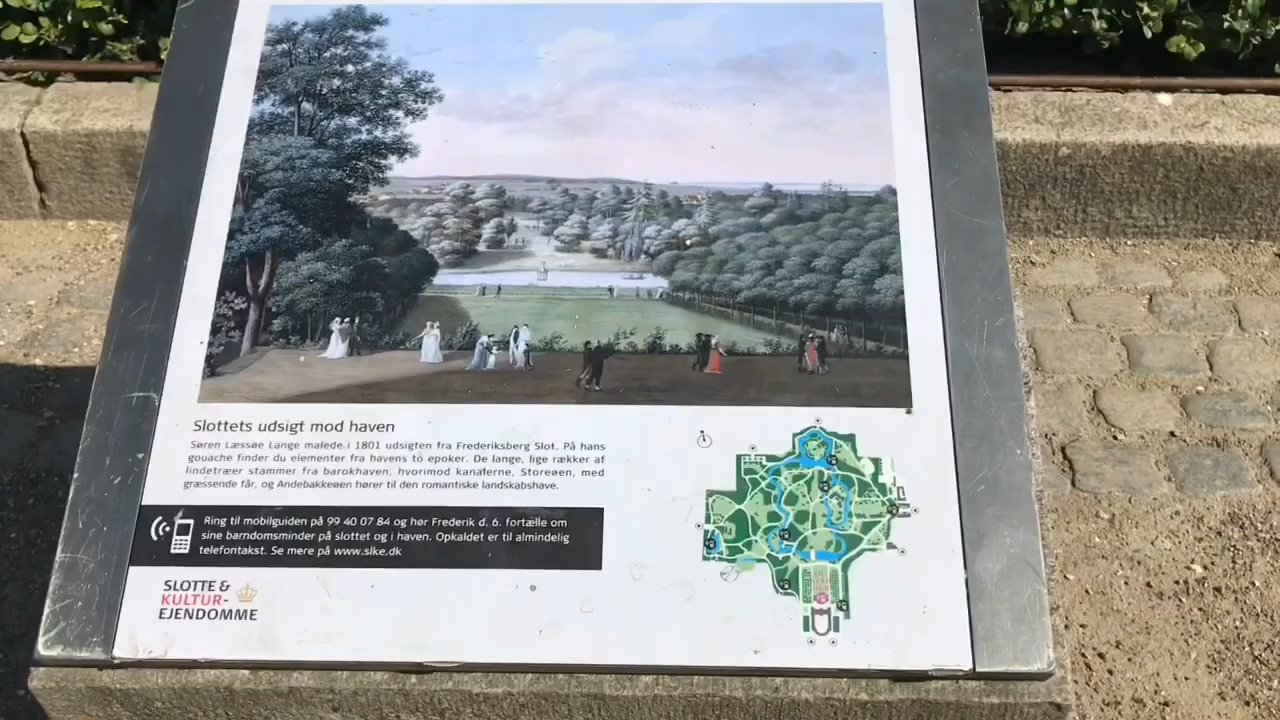 Slottets udsigt mod haven
Søren Læssøe Lange malede i 1801 udsigten fra Frederiksberg Slot. På hans
gouache finder du elementer fra havens to epoker. De lange, lige rækker af
lindetræer stammer fra barokhaven, hvorimod kanalerne, Storeøen, med
græssende får, og Andebakkeøen hører til den romantiske landskabshave.
Ring til mobilguiden på 99 40 07 84 og hør Frederik d. 6. fortælle om
sine barndomsminder på slottet og i haven. Opkaldet er til almindelig
telefontakst. Se mere på www.slke.dk
SLOTTE &
KULTUR-
EJENDOMME